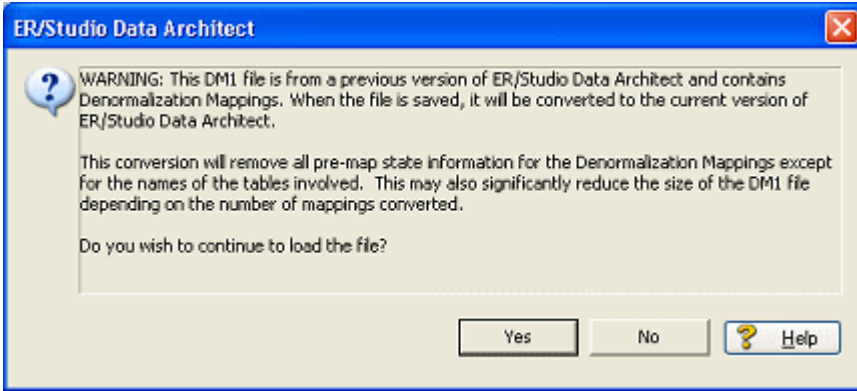 ER/Studio Data Architect
WARNING: This DM1 file is from a previous version of ER/Studio Data Architect and contains
Denormalization Mappings. When the file is saved, it will be converted to the current version of
ER/Studio Data Architect.
This conversion will remove all pre-map state information for the Denormalization Mappings except
for the names of the tables involved. This may also significantly reduce the size of the DM1 file
depending on the number of mappings converted.
Do you wish to continue to load the file?
Yes
No
Help